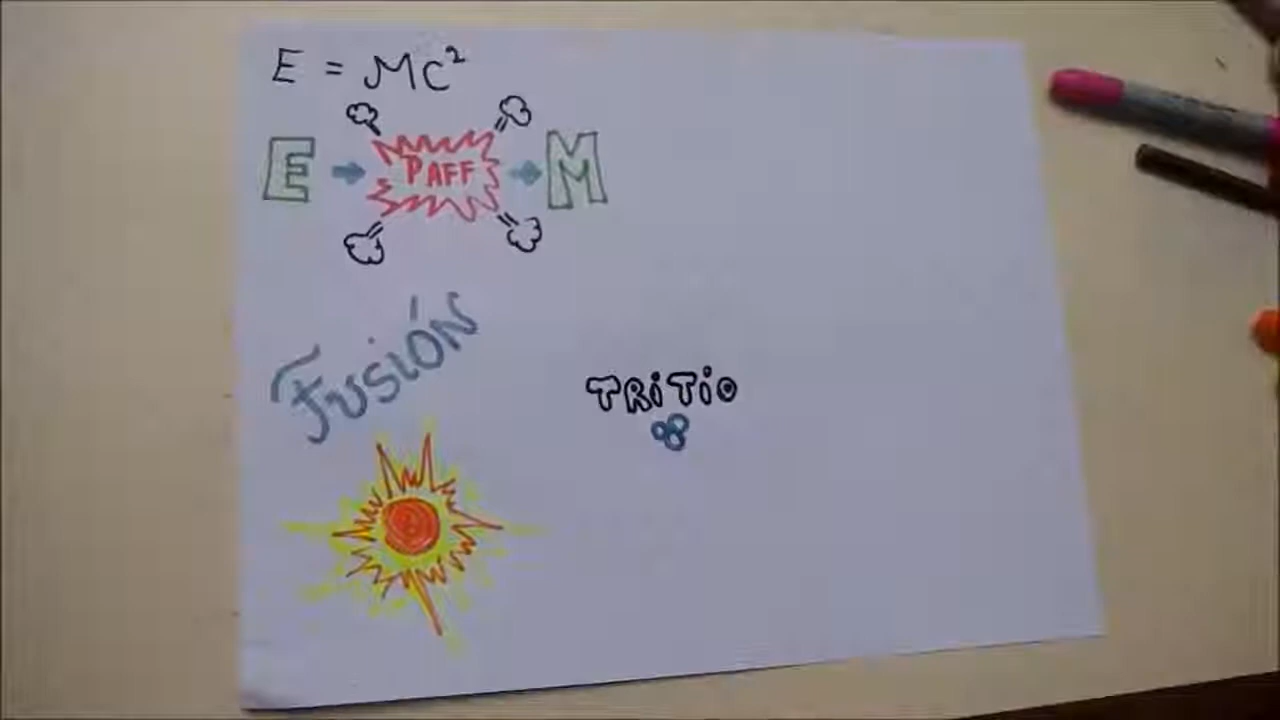 E = MC²
E PAFF M
FUSIÓN
TRiTiO